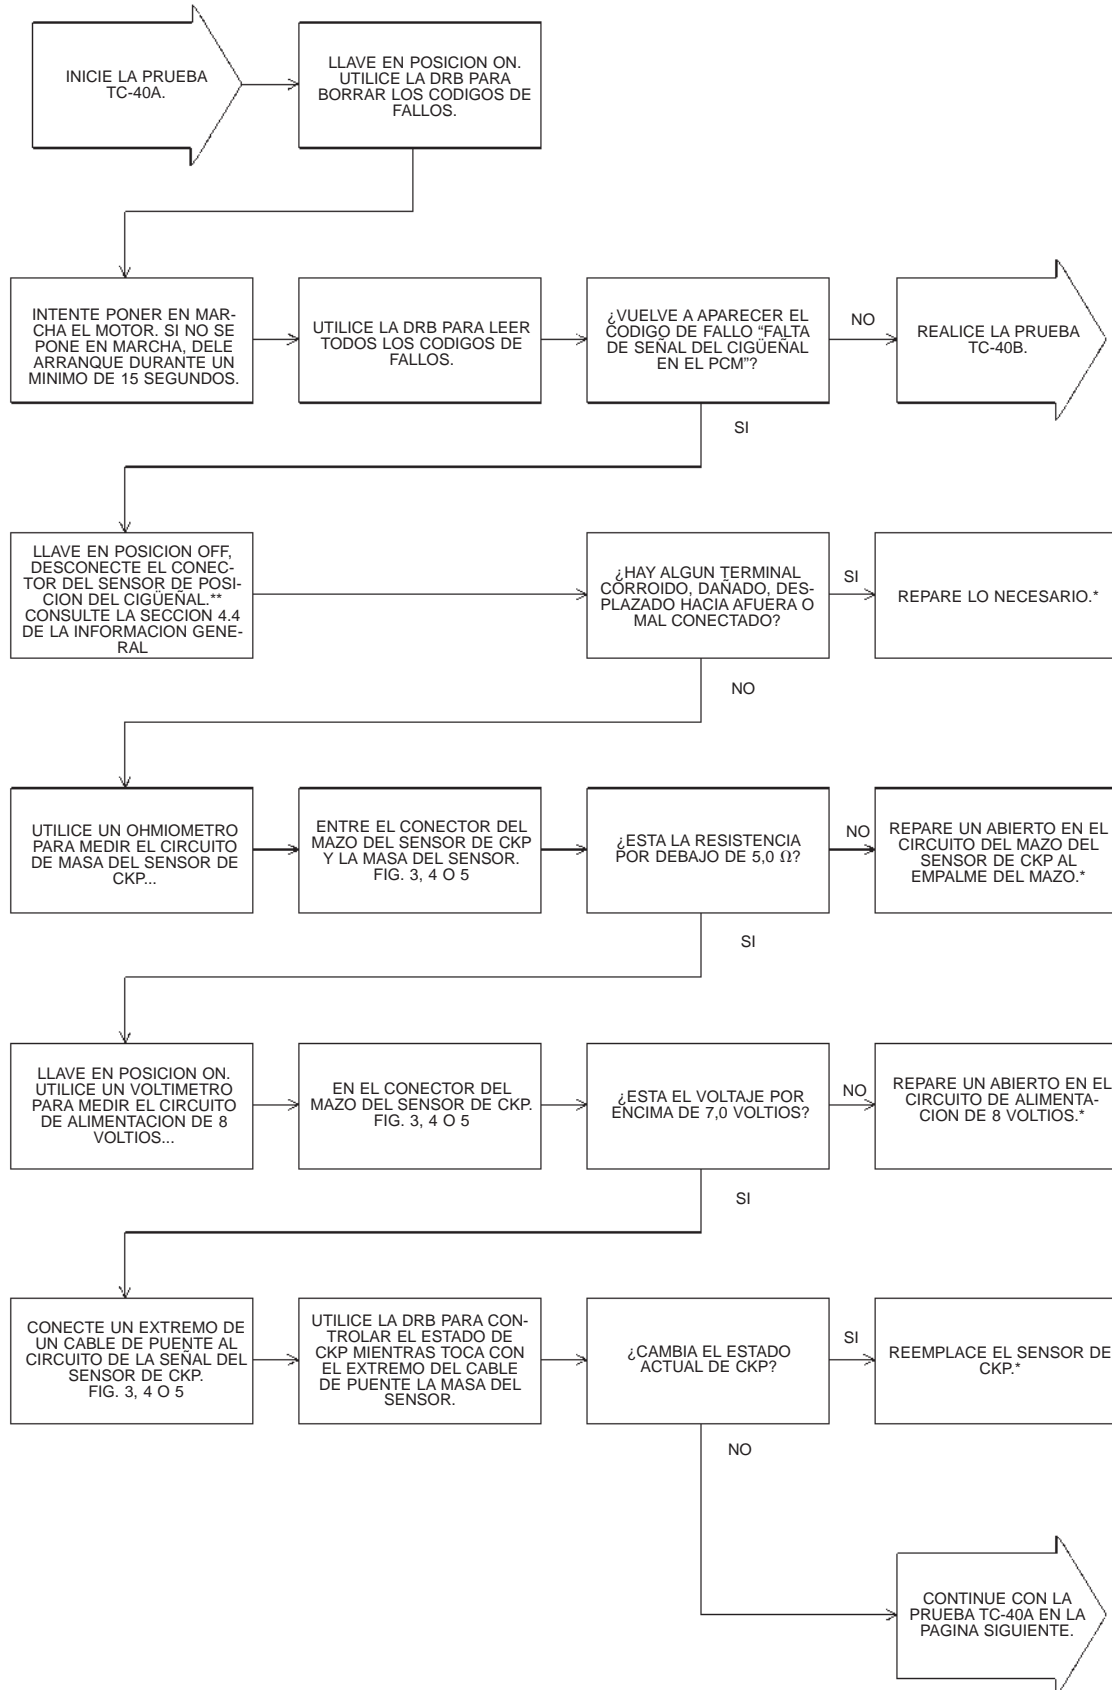 INICIE LA PRUEBA
TC-40A.
LLAVE EN POSICION ON.
UTILICE LA DRB PARA
BORRAR LOS CODIGOS DE
FALLOS.
INTENTE PONER EN MAR-
CHA EL MOTOR. SI NO SE
PONE EN MARCHA, DELE
ARRANQUE DURANTE UN
MINIMO DE 15 SEGUNDOS.
UTILICE LA DRB PARA LEER
TODOS LOS CODIGOS DE
FALLOS.
¿VUELVE A APARECER EL
CODIGO DE FALLO “FALTA
DE SEÑAL DEL CIGÜEÑAL
EN EL PCM”?
NO
REALICE LA PRUEBA
TC-40B.
SI
LLAVE EN POSICION OFF,
DESCONECTE EL CONEC-
TOR DEL SENSOR DE POSI-
CION DEL CIGÜEÑAL.**
CONSULTE LA SECCION 4.4
DE LA INFORMACION GENE-
RAL
¿HAY ALGUN TERMINAL
CORROIDO, DAÑADO, DES-
PLAZADO HACIA AFUERA O
MAL CONECTADO?
SI
REPARE LO NECESARIO.*
NO
UTILICE UN OHMIOMETRO
PARA MEDIR EL CIRCUITO
DE MASA DEL SENSOR DE
CKP...
ENTRE EL CONECTOR DEL
MAZO DEL SENSOR DE CKP
Y LA MASA DEL SENSOR.
FIG. 3, 4 O 5
¿ESTA LA RESISTENCIA
POR DEBAJO DE 5,0 Ω?
NO
REPARE UN ABIERTO EN EL
CIRCUITO DEL MAZO DEL
SENSOR DE CKP AL
EMPALME DEL MAZO.*
SI
LLAVE EN POSICION ON.
UTILICE UN VOLTIMETRO
PARA MEDIR EL CIRCUITO
DE ALIMENTACION DE 8
VOLTIOS...
EN EL CONECTOR DEL
MAZO DEL SENSOR DE CKP.
FIG. 3, 4 O 5
¿ESTA EL VOLTAJE POR
ENCIMA DE 7,0 VOLTIOS?
NO
REPARE UN ABIERTO EN EL
CIRCUITO DE ALIMENTA-
CION DE 8 VOLTIOS.*
SI
CONECTE UN EXTREMO DE
UN CABLE DE PUENTE AL
CIRCUITO DE LA SEÑAL DEL
SENSOR DE CKP.
FIG. 3, 4 O 5
UTILICE LA DRB PARA CON-
TROLAR EL ESTADO DE
CKP MIENTRAS TOCA CON
EL EXTREMO DEL CABLE
DE PUENTE LA MASA DEL
SENSOR.
¿CAMBIA EL ESTADO
ACTUAL DE CKP?
SI
REEMPLACE EL SENSOR DE
CKP.*
NO
CONTINUE CON LA
PRUEBA TC-40A EN LA
PAGINA SIGUIENTE.